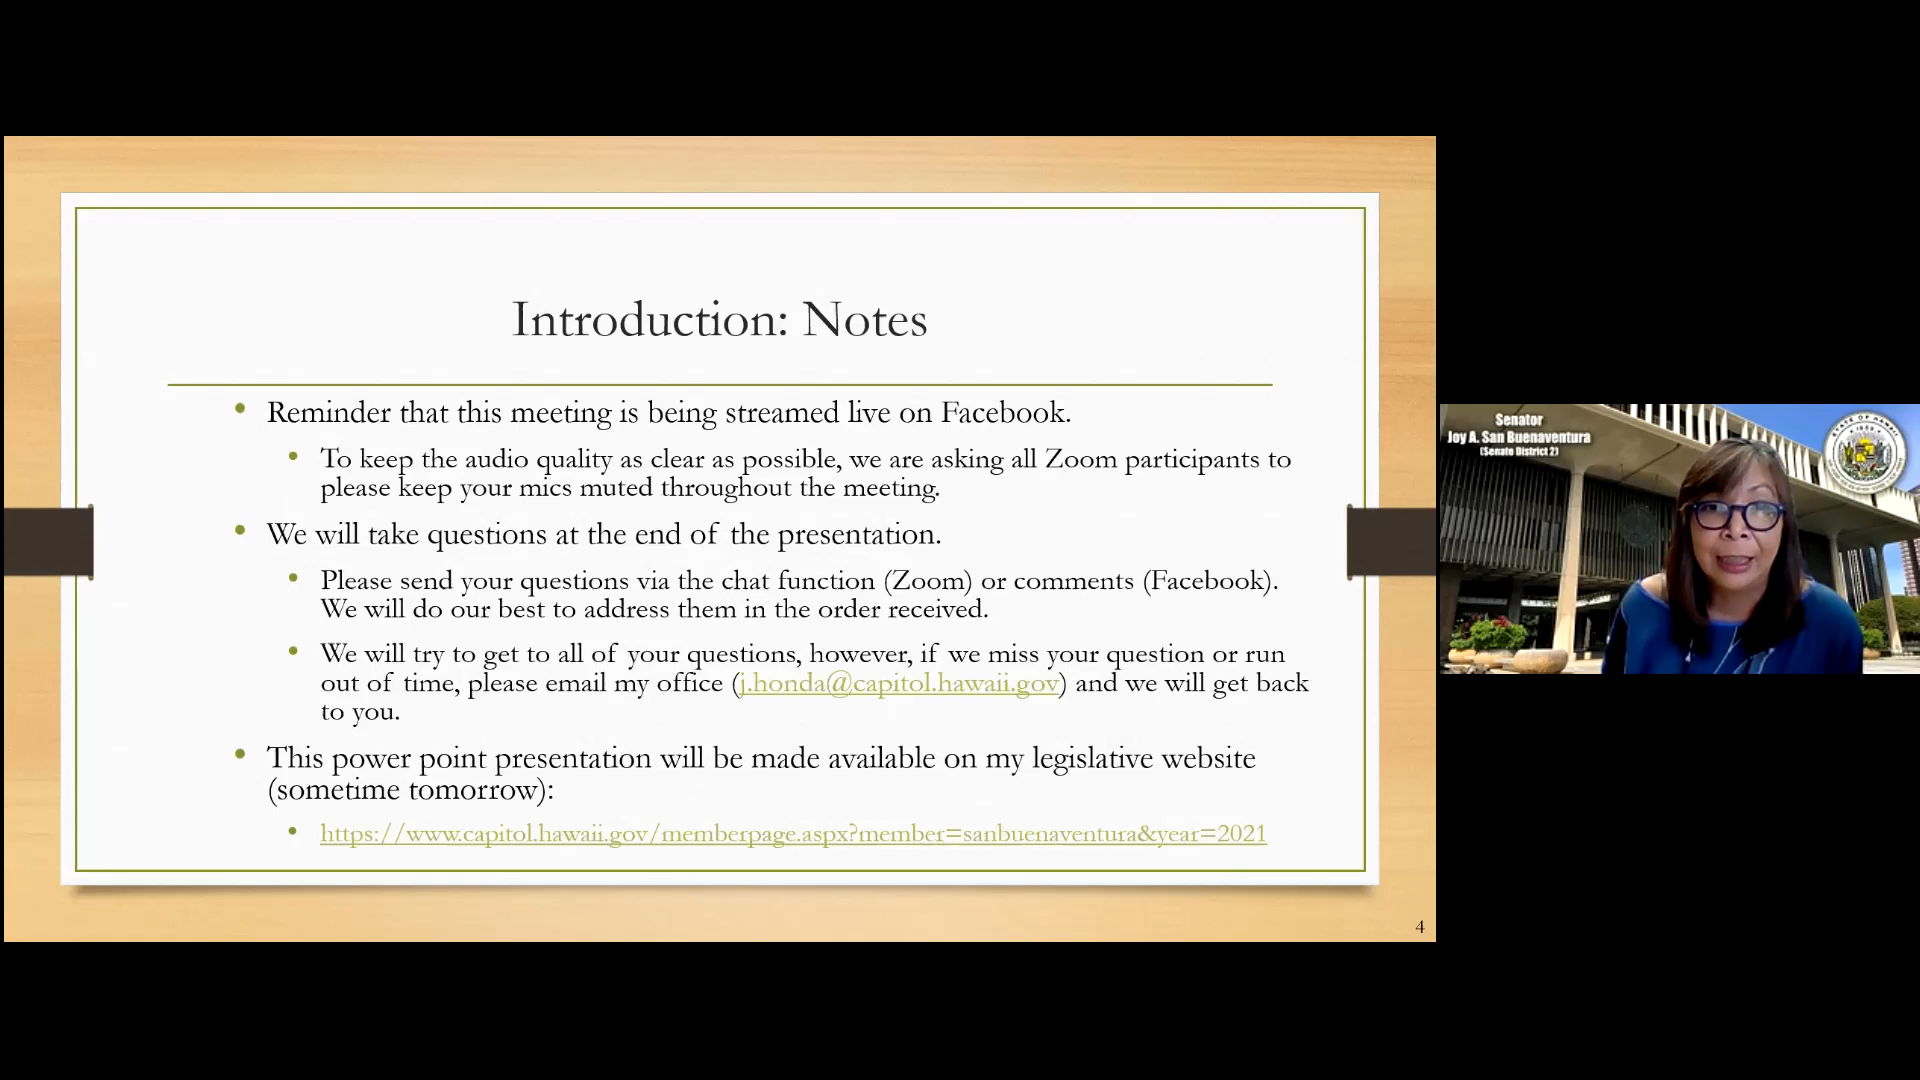 Introduction: Notes
• Reminder that this meeting is being streamed live on Facebook.
• To keep the audio quality as clear as possible, we are asking all Zoom participants to
please keep your mics muted throughout the meeting.
• We will take questions at the end of the presentation.
• Please send your questions via the chat function (Zoom) or comments (Facebook).
We will do our best to address them in the order received.
• We will try to get to all of your questions, however, if we miss your question or run
out of time, please email my office (j.honda@capitol.hawaii.gov) and we will get back
to you.
• This power point presentation will be made available on my legislative website
(sometime tomorrow):
• https://www.capitol.hawaii.gov/memberpage.aspx?member=sanbuenaventura&year=2021
4
Senator
Joy A. San Buenaventura
(Senate District 2)
STATE OF HAWAII
1959